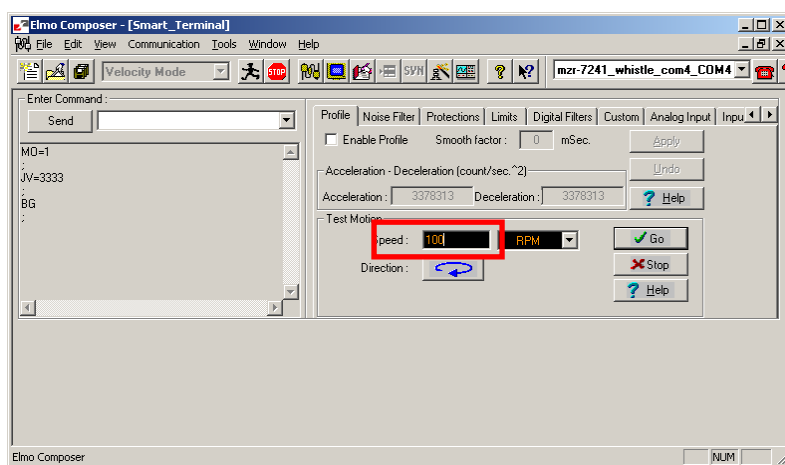 Elmo Composer - [Smart_Terminal]
File Edit View Communication Tools Window Help
Velocity Mode STOP SYN mzr-7241_whistle_com4_COM4
Enter Command :
Send
MO=1
;
JV=3333
;
BG
;
Profile Noise Filter Protections Limits Digital Filters Custom Analog Input Inpu
Enable Profile Smooth factor : 0 mSec. Apply
Acceleration - Deceleration (count/sec.^2) Undo
Acceleration : 3378313 Deceleration : 3378313 Help
Test Motion
Speed : 100 RPM Go
Direction : Stop
Help
Elmo Composer NUM